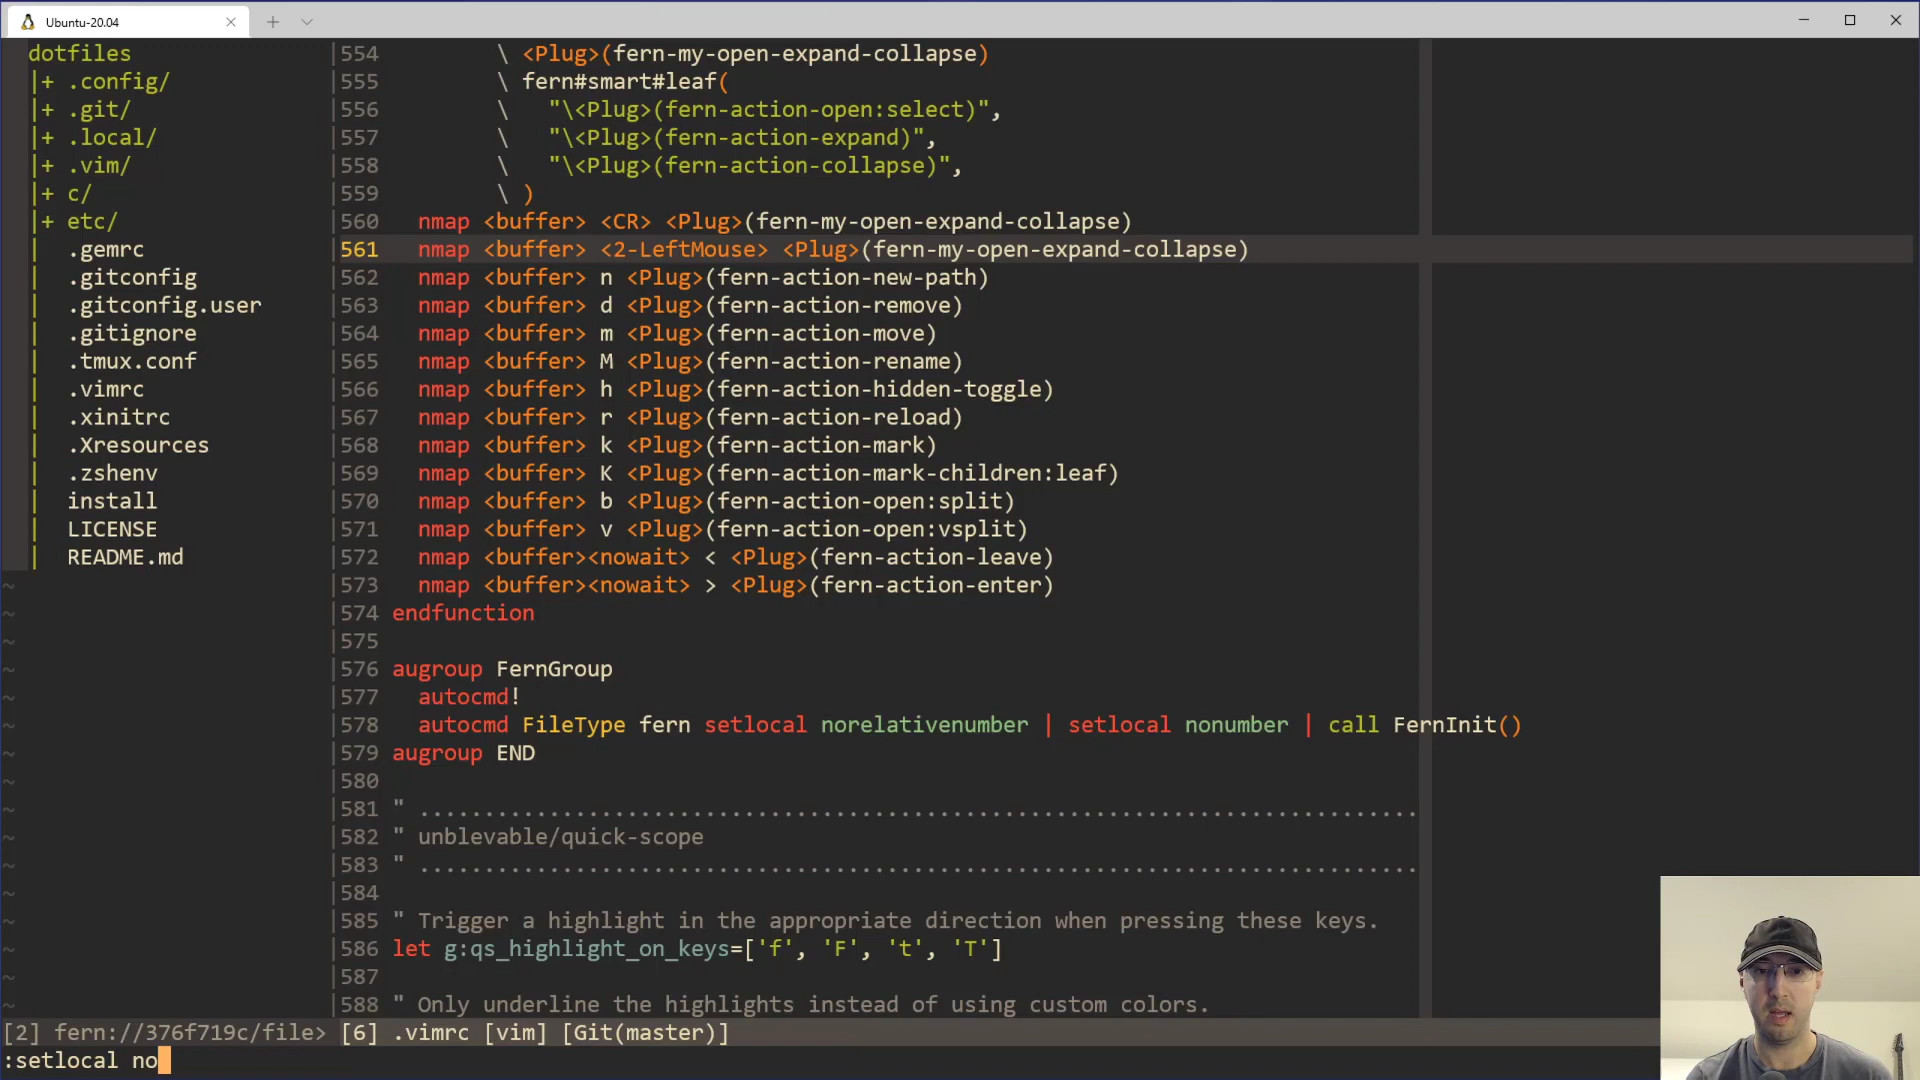 Ubuntu-20.04
dotfiles
|+ .config/
|+ .git/
|+ .local/
|+ .vim/
|+ c/
|+ etc/
| .gemrc
| .gitconfig
| .gitconfig.user
| .gitignore
| .tmux.conf
| .vimrc
| .xinitrc
| .Xresources
| .zshenv
| install
| LICENSE
| README.md
554 \ <Plug>(fern-my-open-expand-collapse)
555 \ fern#smart#leaf(
556 \ "\<Plug>(fern-action-open:select)",
557 \ "\<Plug>(fern-action-expand)",
558 \ "\<Plug>(fern-action-collapse)",
559 \ )
560 nmap <buffer> <CR> <Plug>(fern-my-open-expand-collapse)
561 nmap <buffer> <2-LeftMouse> <Plug>(fern-my-open-expand-collapse)
562 nmap <buffer> n <Plug>(fern-action-new-path)
563 nmap <buffer> d <Plug>(fern-action-remove)
564 nmap <buffer> m <Plug>(fern-action-move)
565 nmap <buffer> M <Plug>(fern-action-rename)
566 nmap <buffer> h <Plug>(fern-action-hidden-toggle)
567 nmap <buffer> r <Plug>(fern-action-reload)
568 nmap <buffer> k <Plug>(fern-action-mark)
569 nmap <buffer> K <Plug>(fern-action-mark-children:leaf)
570 nmap <buffer> b <Plug>(fern-action-open:split)
571 nmap <buffer> v <Plug>(fern-action-open:vsplit)
572 nmap <buffer><nowait> < <Plug>(fern-action-leave)
573 nmap <buffer><nowait> > <Plug>(fern-action-enter)
574 endfunction
575
576 augroup FernGroup
577 autocmd!
578 autocmd FileType fern setlocal norelativenumber | setlocal nonumber | call FernInit()
579 augroup END
580
581 " .............................................................................
582 " unblevable/quick-scope
583 " .............................................................................
584
585 " Trigger a highlight in the appropriate direction when pressing these keys.
586 let g:qs_highlight_on_keys=['f', 'F', 't', 'T']
587
588 " Only underline the highlights instead of using custom colors.
[2] fern://376f719c/file> [6] .vimrc [vim] [Git(master)]
:setlocal no